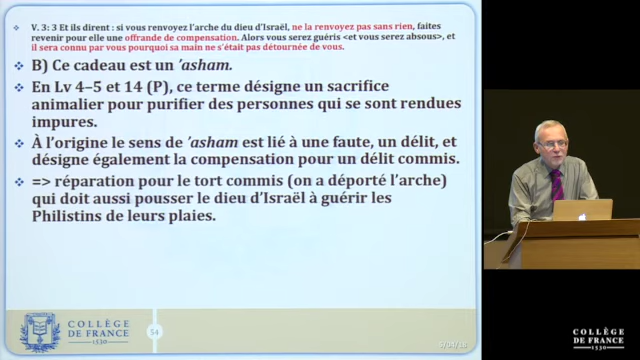 V. 3: 3 Et ils dirent : si vous renvoyez l'arche du dieu d'Israël, ne la renvoyez pas sans rien, faites
revenir pour elle une offrande de compensation. Alors vous serez guéris <et vous serez absous>, et
il sera connu par vous pourquoi sa main ne s'était pas détournée de vous.
B) Ce cadeau est un 'asham.
En Lv 4–5 et 14 (P), ce terme désigne un sacrifice
animalier pour purifier des personnes qui se sont rendues
impures.
À l'origine le sens de 'asham est lié à une faute, un délit, et
désigne également la compensation pour un délit commis.
=> réparation pour le tort commis (on a déporté l'arche)
qui doit aussi pousser le dieu d'Israël à guérir les
Philistins de leurs plaies.
COLLÈGE
DE FRANCE
1530
54
COLLÈGE
DE FRANCE
1530